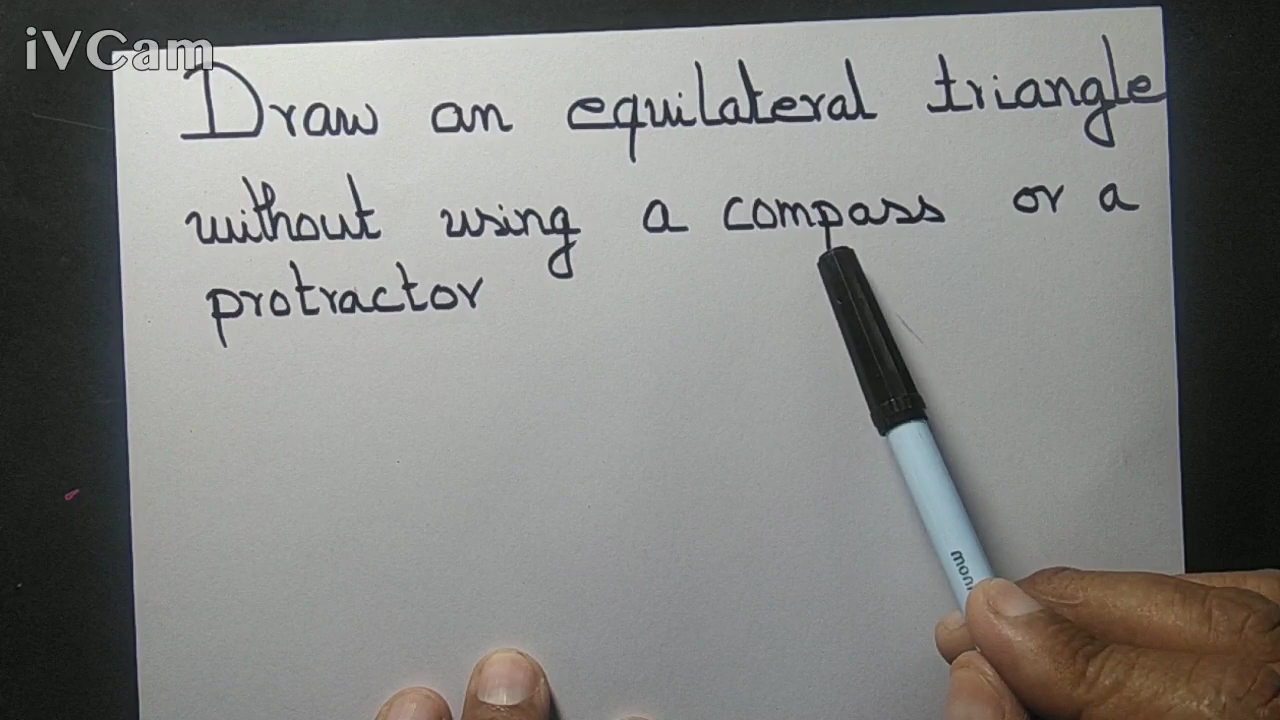 iVCam
Draw an equilateral triangle
without using a compass or a
protractor